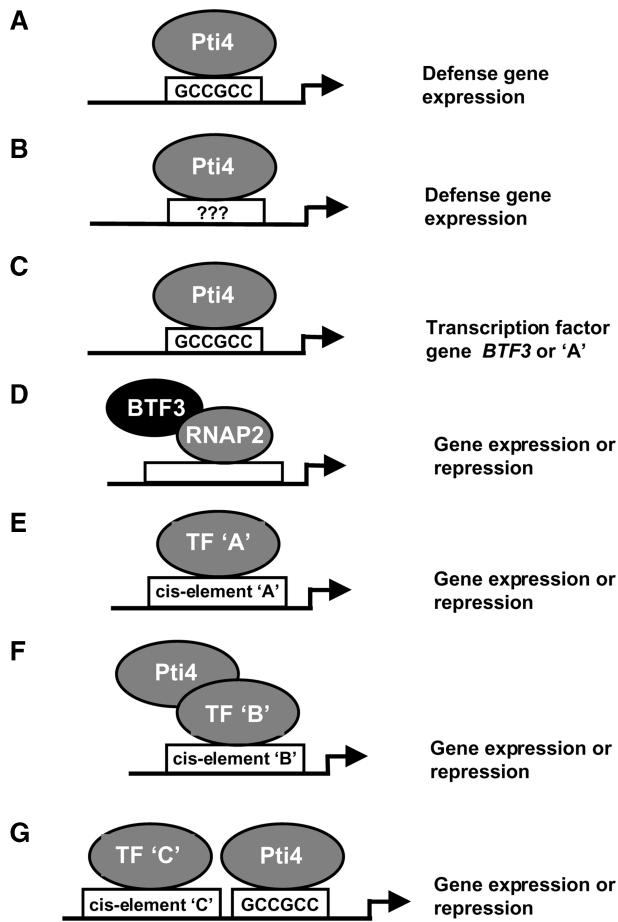 A
Pti4
GCCGCC
Defense gene
expression
B
Pti4
???
Defense gene
expression
C
Pti4
GCCGCC
Transcription factor
gene BTF3 or ‘A’
D
BTF3
RNAP2
Gene expression or
repression
E
TF ‘A’
cis-element ‘A’
Gene expression or
repression
F
Pti4
TF ‘B’
cis-element ‘B’
Gene expression or
repression
G
TF ‘C’
Pti4
cis-element ‘C’
GCCGCC
Gene expression or
repression